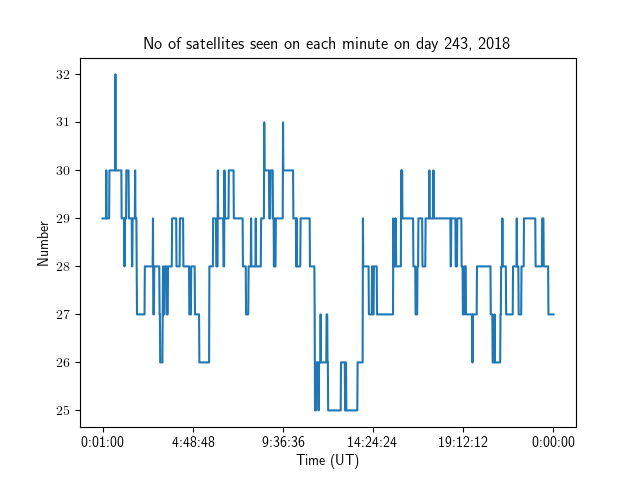 No of satellites seen on each minute on day 243, 2018
32
31
30
29
28
27
26
25
Number
0:01:00 4:48:48 9:36:36 14:24:24 19:12:12 0:00:00
Time (UT)